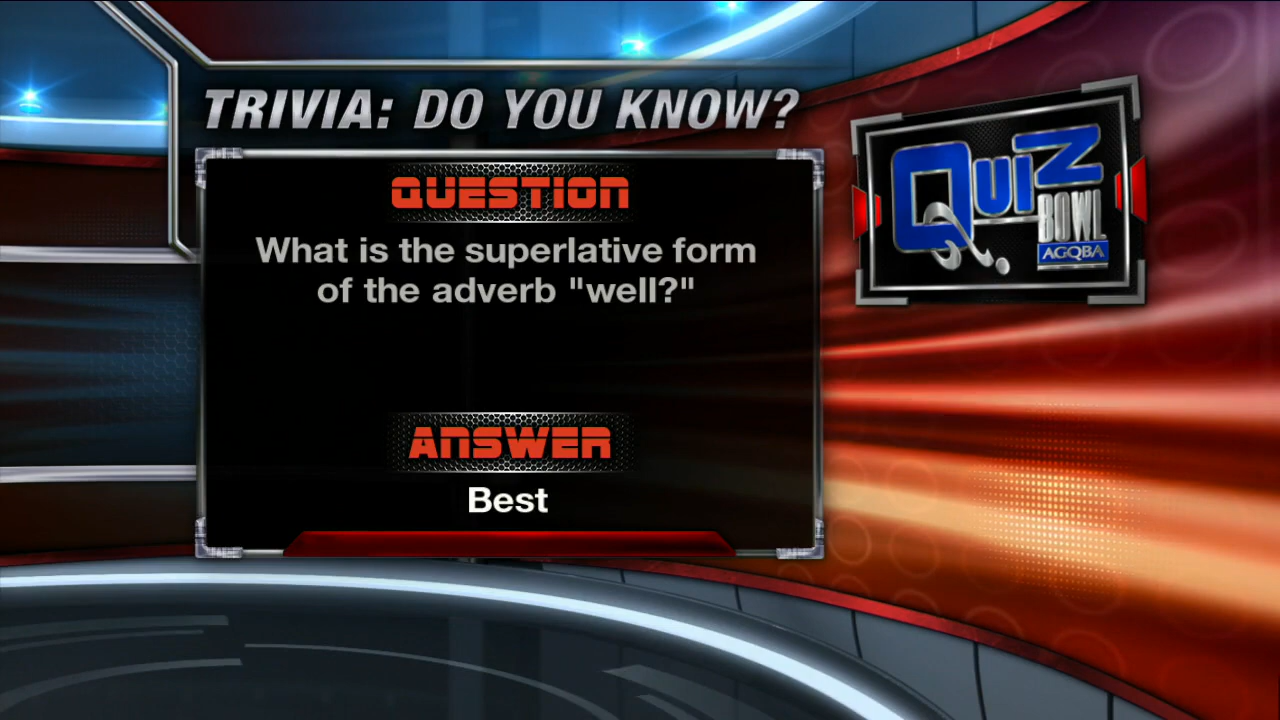 TRIVIA: DO YOU KNOW?
QUESTION
What is the superlative form
of the adverb "well?"
ANSWER
Best
QuiZ
BOWL
AGQBA